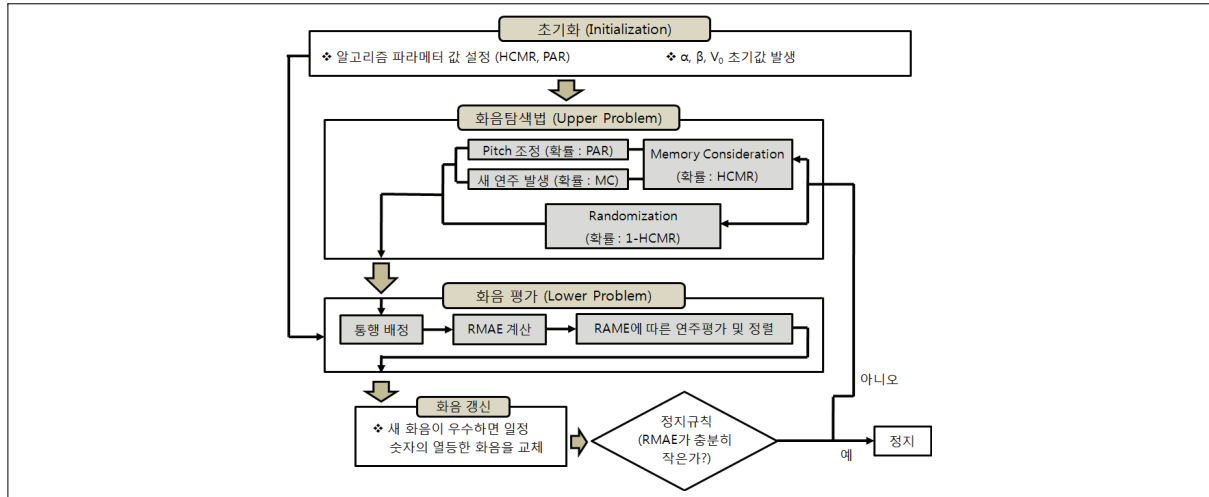 초기화 (Initialization)
❖ 알고리즘 파라메터 값 설정 (HCMR, PAR)
❖ α, β, V₀ 초기값 발생
화음탐색법 (Upper Problem)
Pitch 조정 (확률 : PAR)
새 연주 발생 (확률 : MC)
Memory Consideration
(확률 : HCMR)
Randomization
(확률 : 1-HCMR)
화음 평가 (Lower Problem)
통행 배정
RMAE 계산
RAME에 따른 연주평가 및 정렬
화음 갱신
❖ 새 화음이 우수하면 일정
숫자의 열등한 화음을 교체
정지규칙
(RMAE가 충분히
작은가?)
아니오
예
정지